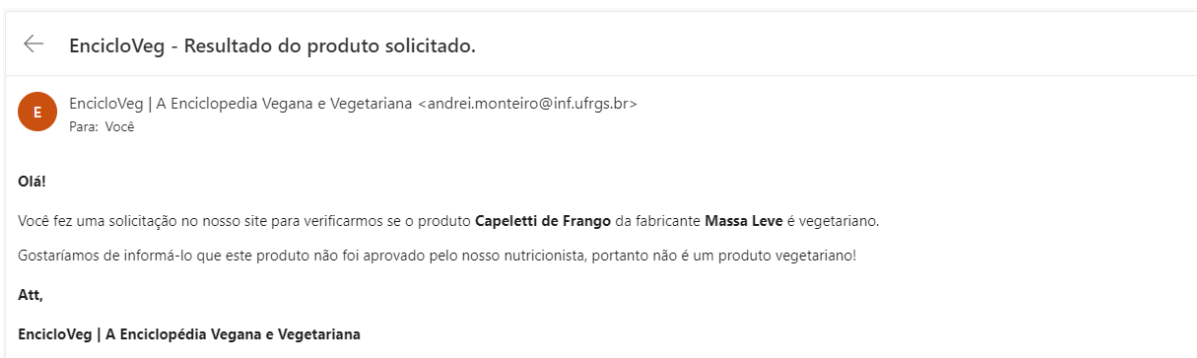 EncicloVeg - Resultado do produto solicitado.
E
EncicloVeg | A Enciclopedia Vegana e Vegetariana <andrei.monteiro@inf.ufrgs.br>
Para: Você
Olá!
Você fez uma solicitação no nosso site para verificarmos se o produto Capeletti de Frango da fabricante Massa Leve é vegetariano.
Gostaríamos de informá-lo que este produto não foi aprovado pelo nosso nutricionista, portanto não é um produto vegetariano!
Att,
EncicloVeg | A Enciclopédia Vegana e Vegetariana